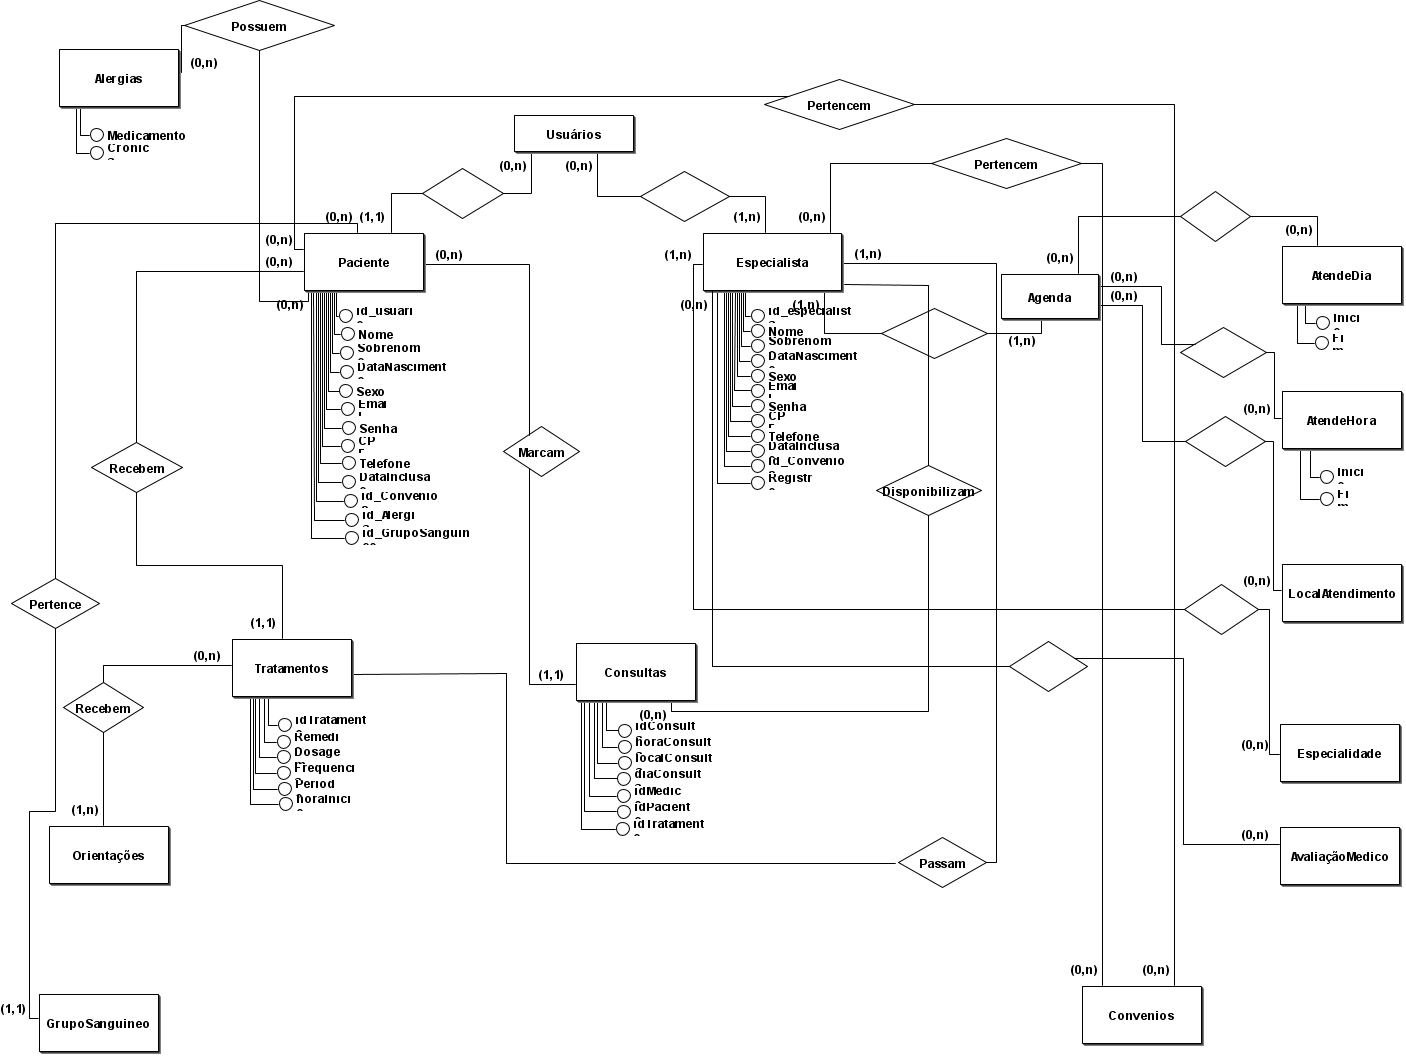 Possuem
(0,n)
Alergias
Medicamento
Cronic
Pertencem
Usuários
(0,n)
(0,n)
Pertencem
(0,n)
(1,1)
(1,n)
(0,n)
(0,n)
(0,n)
Paciente
(0,n)
(0,n)
id_usuari
Nome
Sobrenom
DataNasciment
Sexo
Emai
Senha
CP
Telefone
DataInclusa
id_Convenio
id_Alergi
id_GrupoSanguin
(1,n)
Especialista
(1,n)
(0,n)
(1,n)
id_especialist
Nome
Sobrenom
DataNasciment
Sexo
Emai
Senha
CP
Telefone
DataInclusa
id_Convenio
Registr
(0,n)
Agenda
(0,n)
(0,n)
(1,n)
(0,n)
AtendeDia
Inici
Fi
(0,n)
AtendeHora
Inici
Fi
Recebem
Marcam
Disponibilizam
(0,n)
LocalAtendimento
Pertence
(1,1)
(0,n)
Tratamentos
idTratament
Remedi
Dosage
Frequenci
Period
horaInici
Recebem
(1,n)
Orientações
(1,1)
Consultas
(0,n)
idConsult
horaConsult
localConsult
diaConsult
idMedic
idPacient
idTratament
(0,n)
Especialidade
(0,n)
AvaliaçãoMedico
Passam
(0,n)
(0,n)
Convenios
(1,1)
GrupoSanguineo